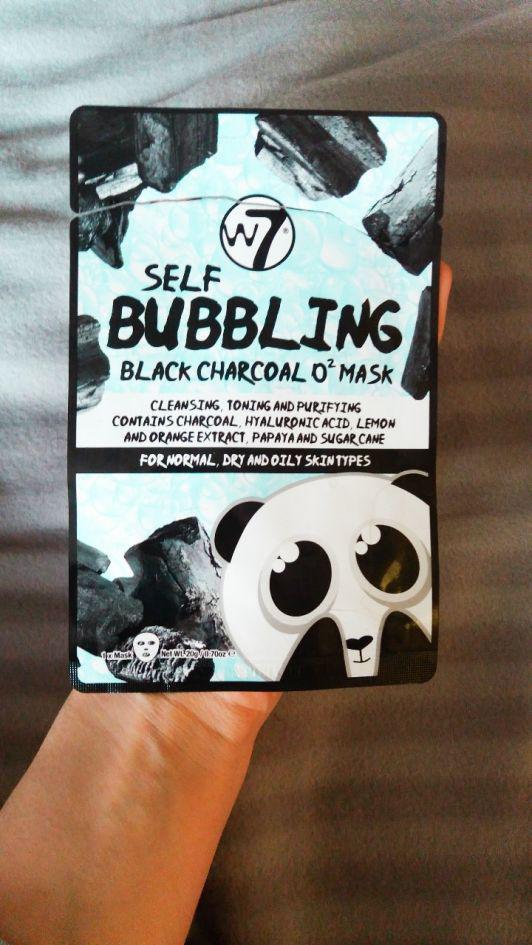 W7®
SELF
BUBBLING
BLACK CHARCOAL O² MASK
CLEANSING, TONING AND PURIFYING
CONTAINS CHARCOAL, HYALURONIC ACID, LEMON
AND ORANGE EXTRACT, PAPAYA AND SUGAR CANE
FOR NORMAL, DRY AND OILY SKIN TYPES
1 x Mask Net Wt. 20g / 0.70oz ℮